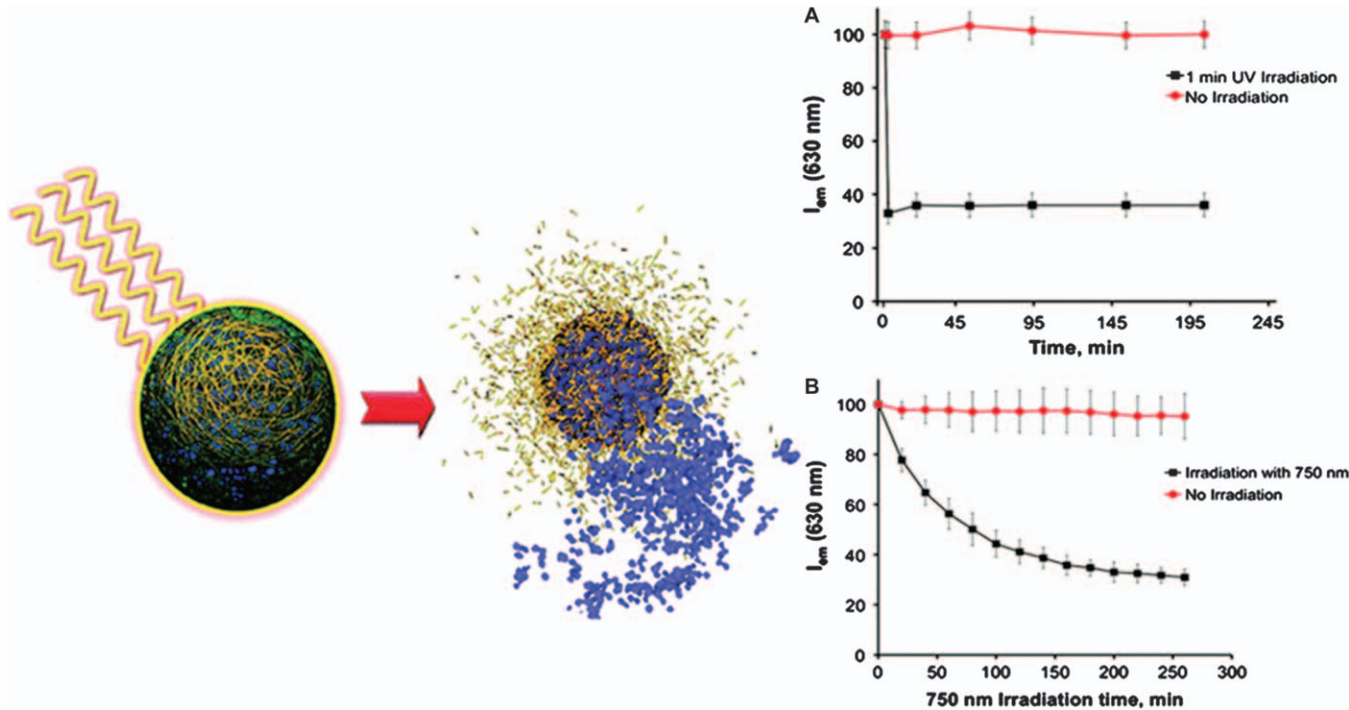 A
100
80
60
40
20
0
I_em (630 nm)
1 min UV Irradiation
No Irradiation
0 45 95 145 195 245
Time, min
B
100
80
60
40
20
0
I_em (630 nm)
Irradiation with 750 nm
No Irradiation
0 50 100 150 200 250 300
750 nm Irradiation time, min